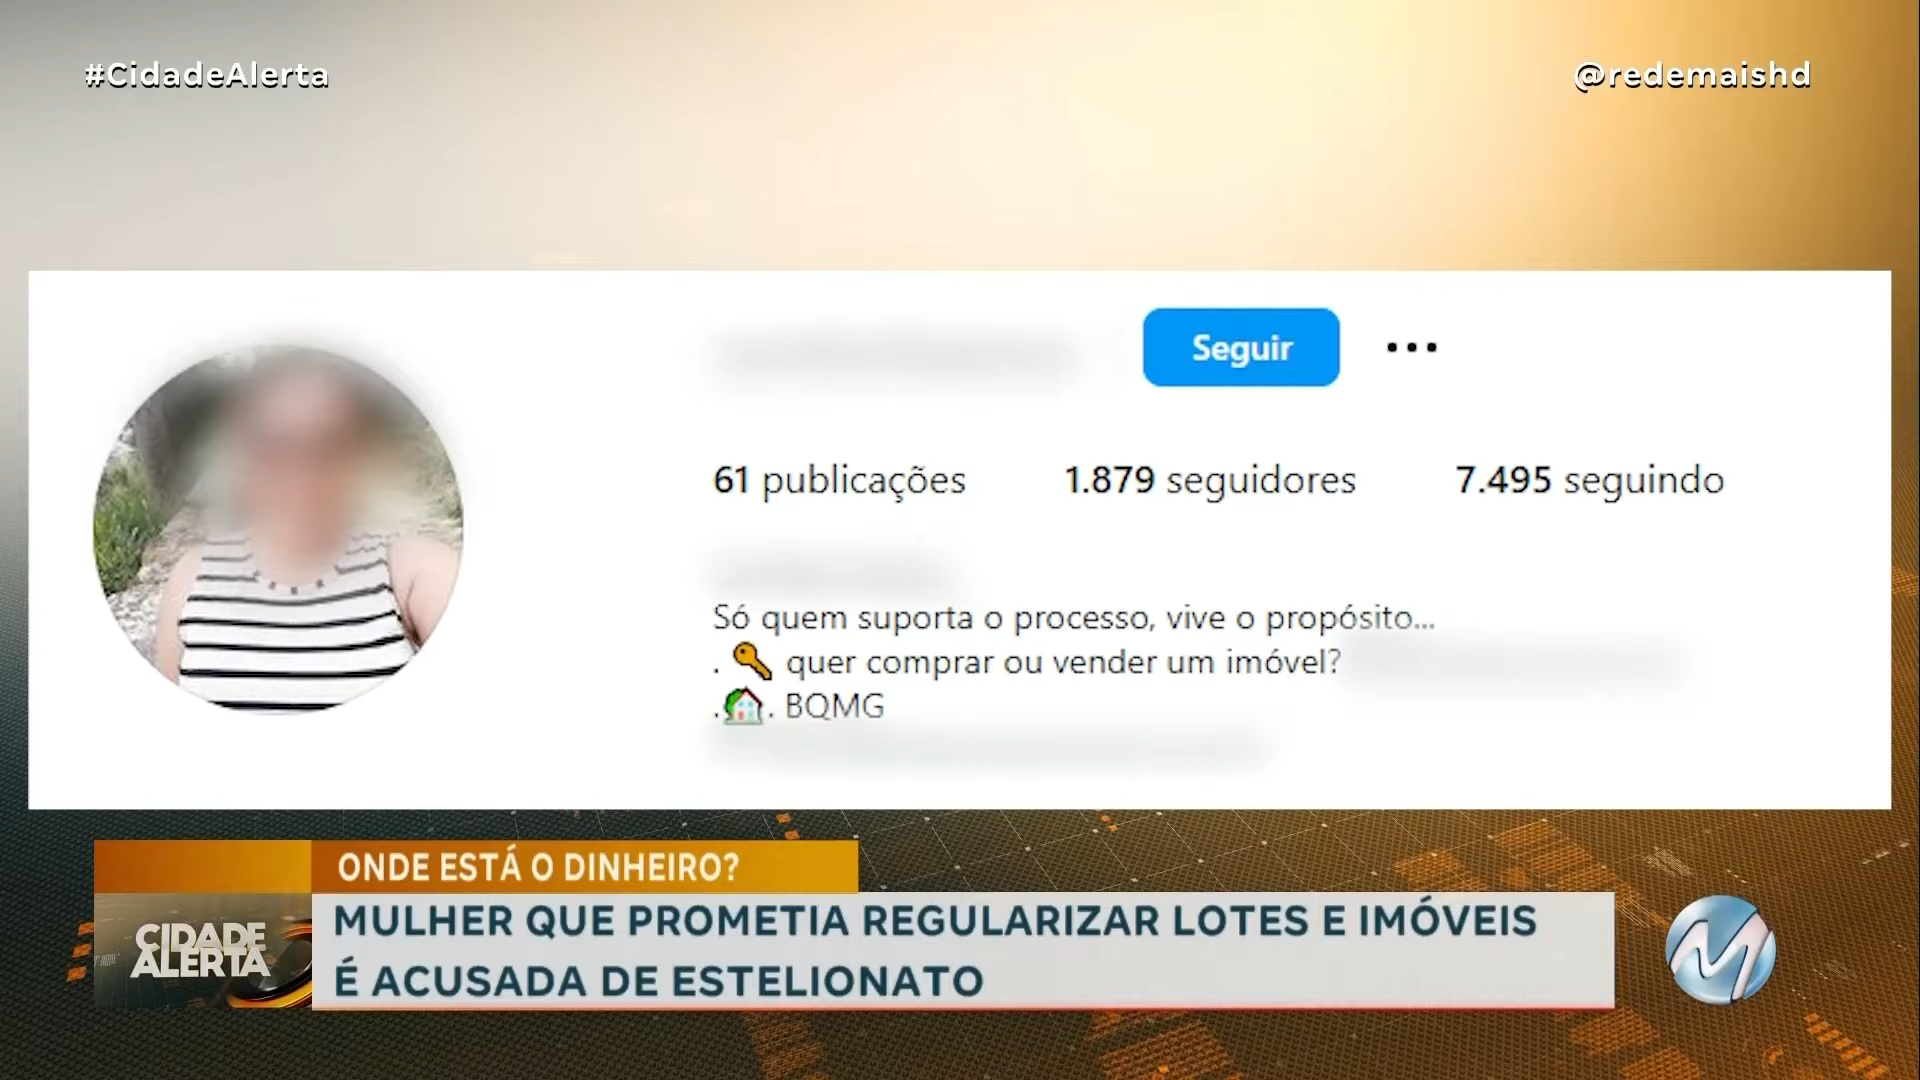 #CidadeAlerta
@redemaishd
Seguir
61 publicações 1.879 seguidores 7.495 seguindo
Só quem suporta o processo, vive o propósito...
. 🔑 quer comprar ou vender um imóvel?
.🏡. BQMG
ONDE ESTÁ O DINHEIRO?
CIDADE
ALERTA
MULHER QUE PROMETIA REGULARIZAR LOTES E IMÓVEIS
É ACUSADA DE ESTELIONATO
M